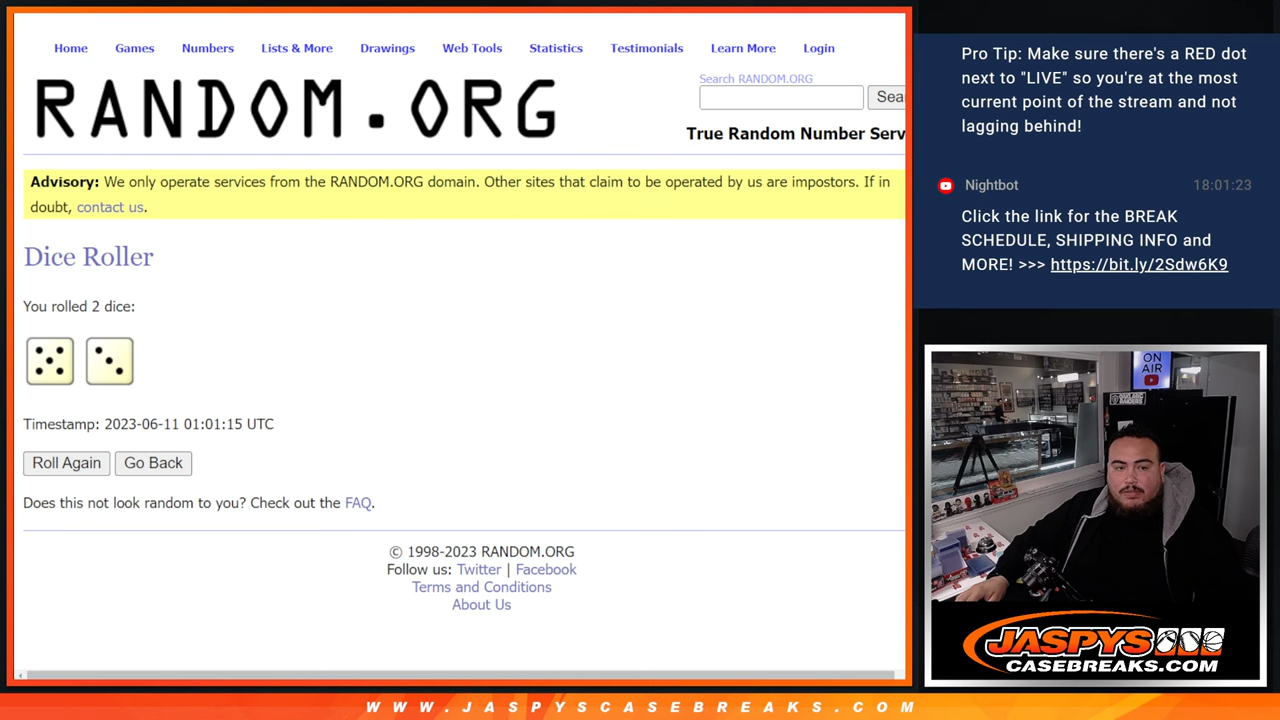 Home Games Numbers Lists & More Drawings Web Tools Statistics Testimonials Learn More Login
RANDOM.ORG
Search RANDOM.ORG
Sea
True Random Number Serv
Advisory: We only operate services from the RANDOM.ORG domain. Other sites that claim to be operated by us are impostors. If in
doubt, contact us.
Dice Roller
You rolled 2 dice:
Timestamp: 2023-06-11 01:01:15 UTC
Roll Again Go Back
Does this not look random to you? Check out the FAQ.
© 1998-2023 RANDOM.ORG
Follow us: Twitter | Facebook
Terms and Conditions
About Us
Pro Tip: Make sure there's a RED dot
next to "LIVE" so you're at the most
current point of the stream and not
lagging behind!
Nightbot 18:01:23
Click the link for the BREAK
SCHEDULE, SHIPPING INFO and
MORE! >>> https://bit.ly/2Sdw6K9
ON
AIR
JASPYS
CASEBREAKS.COM
WWW.JASPYSCASEBREAKS.COM